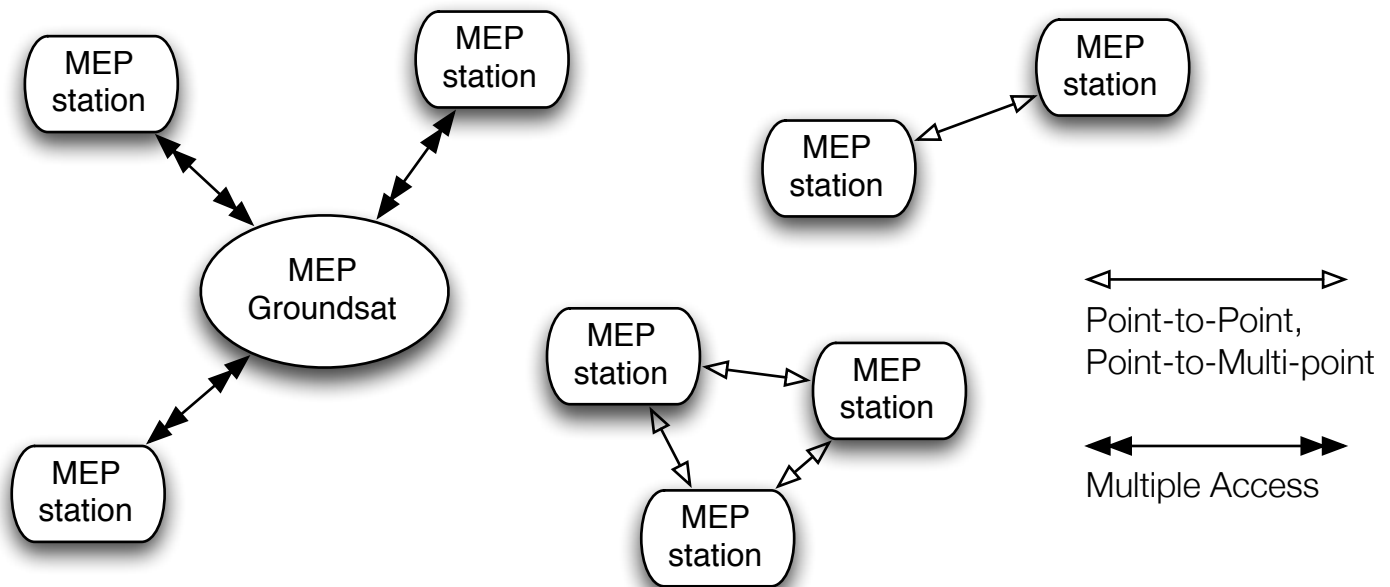 MEP
station
MEP
station
MEP
station
MEP
station
MEP
Groundsat
MEP
station
MEP
station
MEP
station
MEP
station
Point-to-Point,
Point-to-Multi-point
Multiple Access